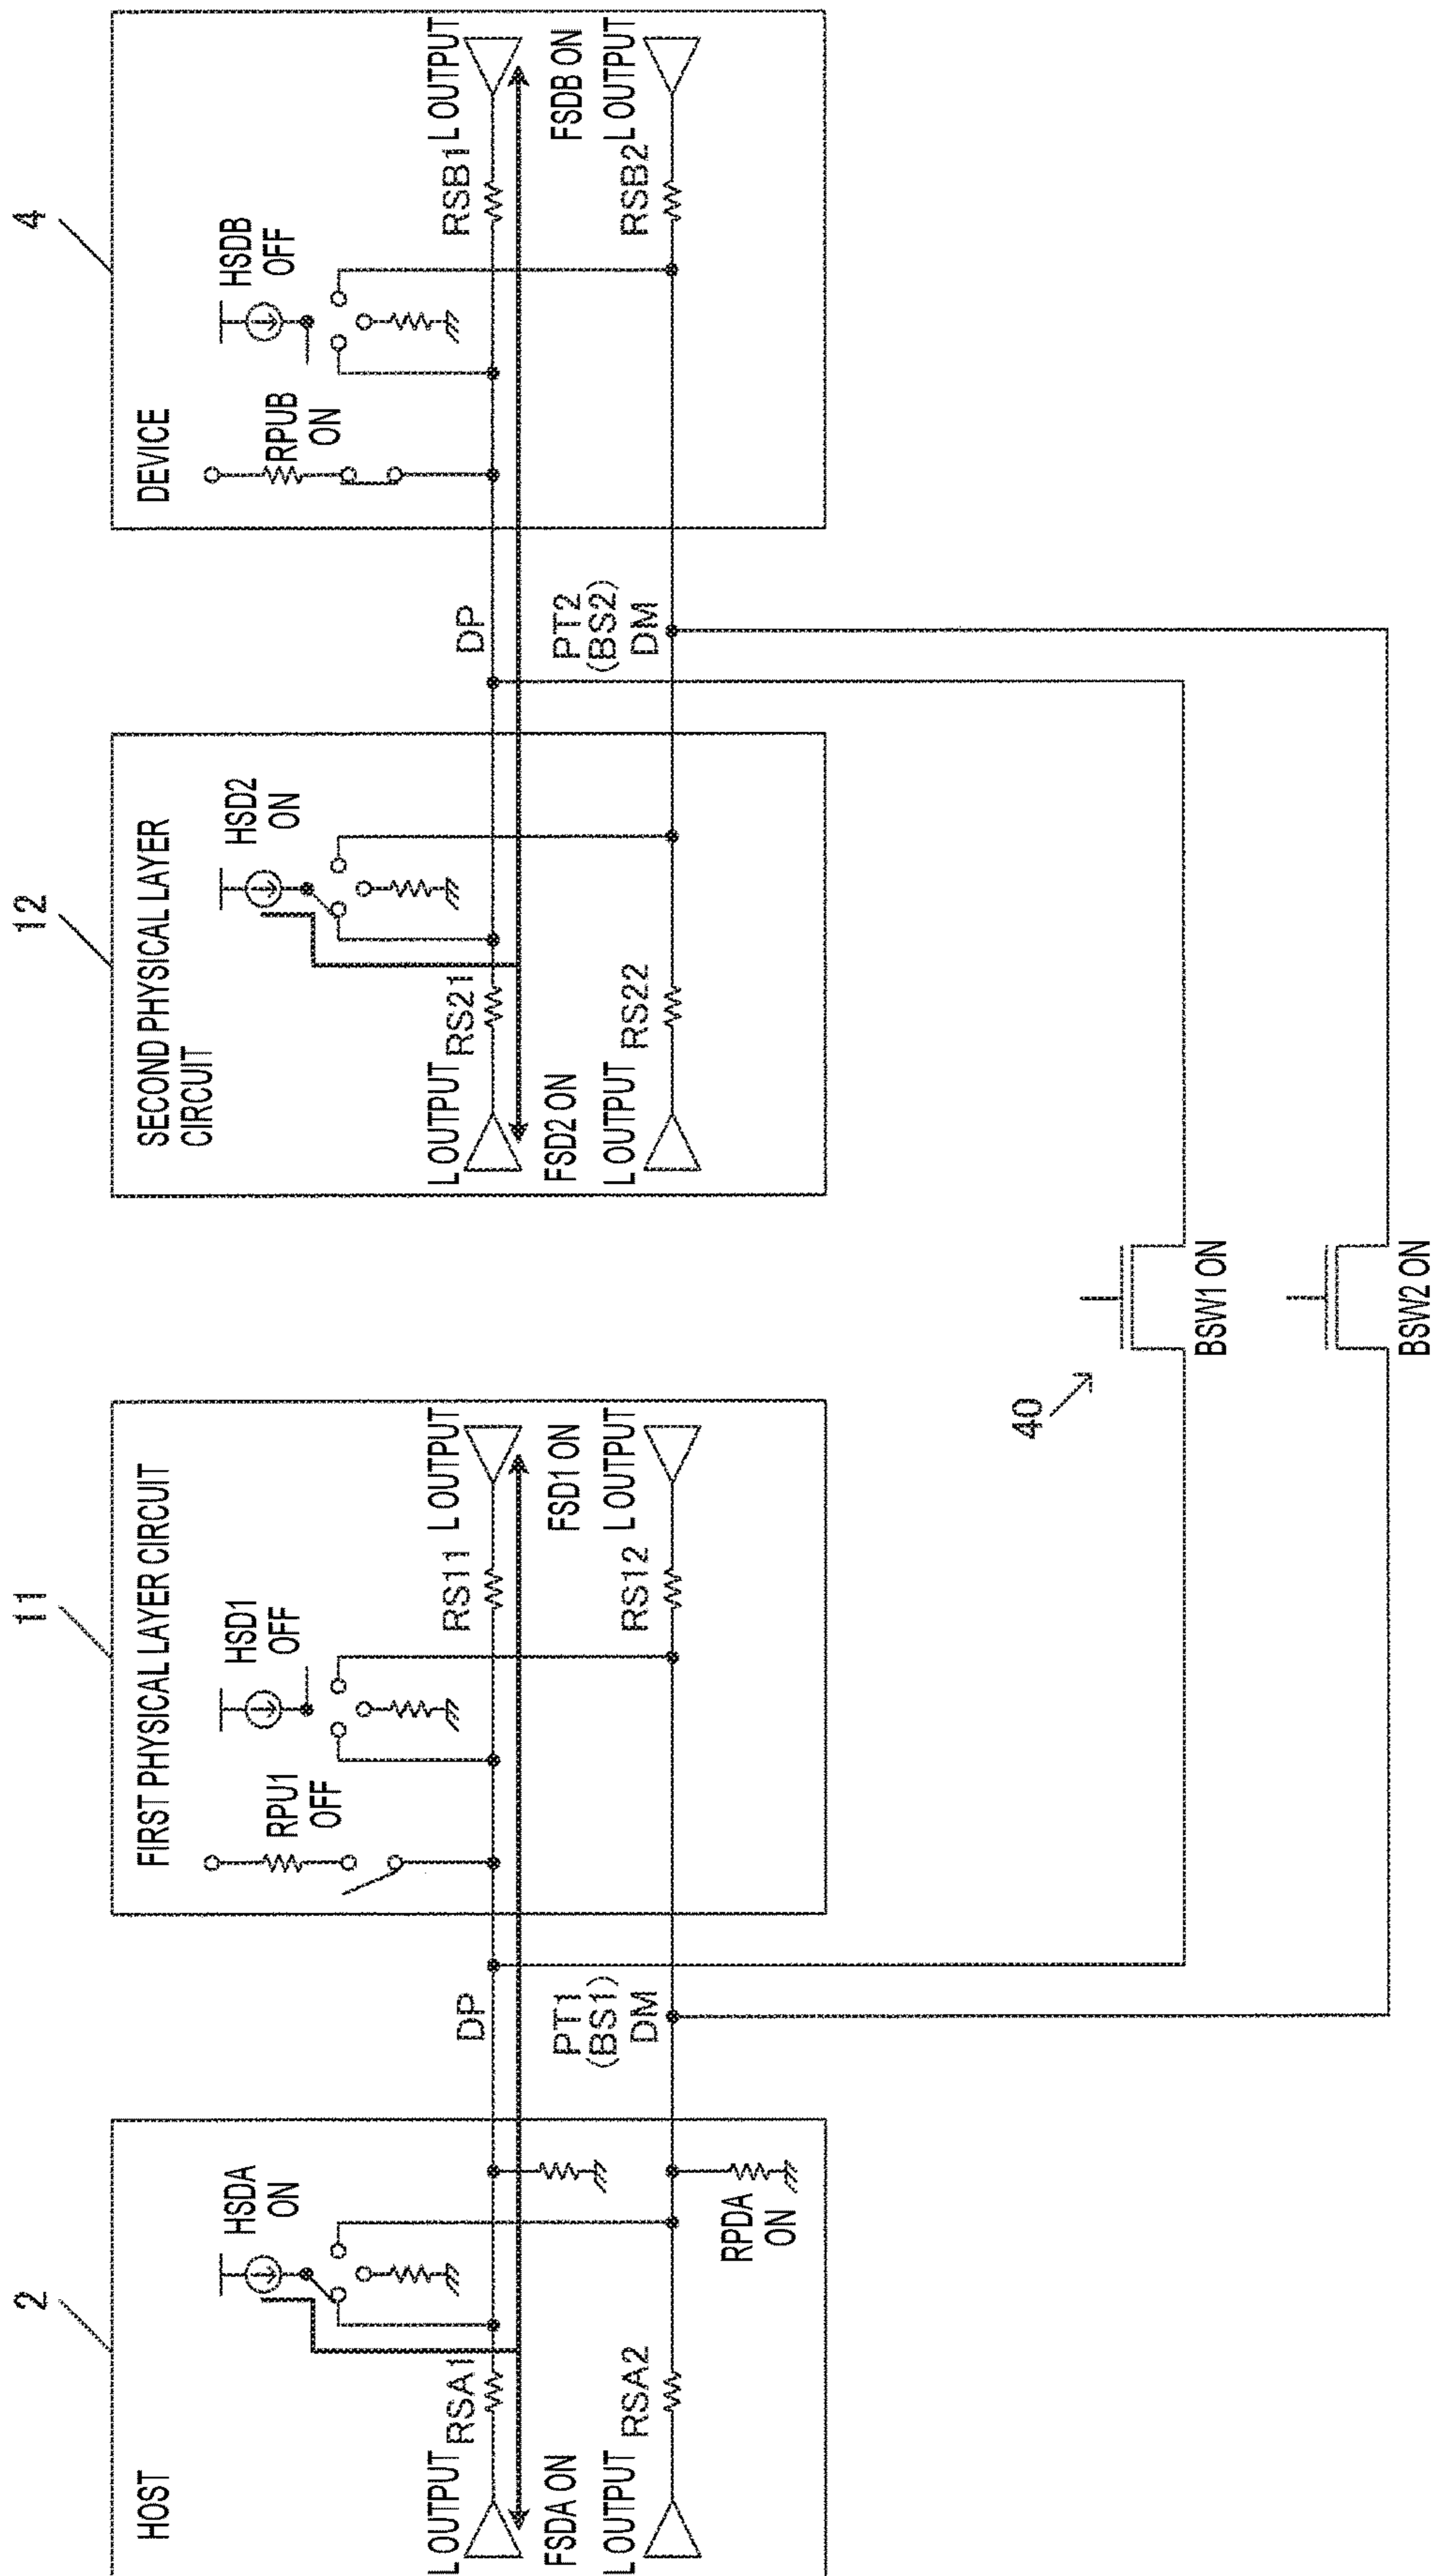 2
HOST
HSDA
ON
L OUTPUT
RSA1
FSDA ON
L OUTPUT
RSA2
RPDA
ON
DP
PT1
(BS1)
DM
11
FIRST PHYSICAL LAYER CIRCUIT
RPU1
OFF
HSD1
OFF
RS11
L OUTPUT
FSD1 ON
RS12
L OUTPUT
12
SECOND PHYSICAL LAYER
CIRCUIT
HSD2
ON
L OUTPUT
RS21
FSD2 ON
L OUTPUT
RS22
DP
PT2
(BS2)
DM
4
DEVICE
RPUB
ON
HSDB
OFF
RSB1
L OUTPUT
FSDB ON
RSB2
L OUTPUT
40
BSW1 ON
BSW2 ON